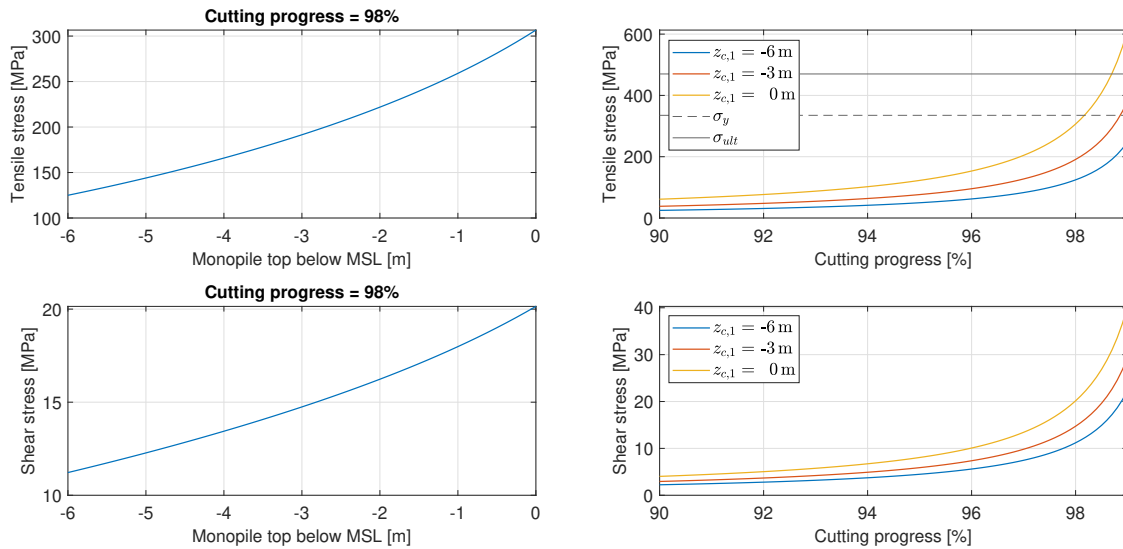 Cutting progress = 98%
Tensile stress [MPa]
300
250
200
150
100
-6 -5 -4 -3 -2 -1 0
Monopile top below MSL [m]
Tensile stress [MPa]
600
400
200
0
z_{c,1} = -6 m
z_{c,1} = -3 m
z_{c,1} = 0 m
σ_y
σ_{ult}
90 92 94 96 98
Cutting progress [%]
Cutting progress = 98%
Shear stress [MPa]
20
15
10
-6 -5 -4 -3 -2 -1 0
Monopile top below MSL [m]
Shear stress [MPa]
40
30
20
10
0
z_{c,1} = -6 m
z_{c,1} = -3 m
z_{c,1} = 0 m
90 92 94 96 98
Cutting progress [%]